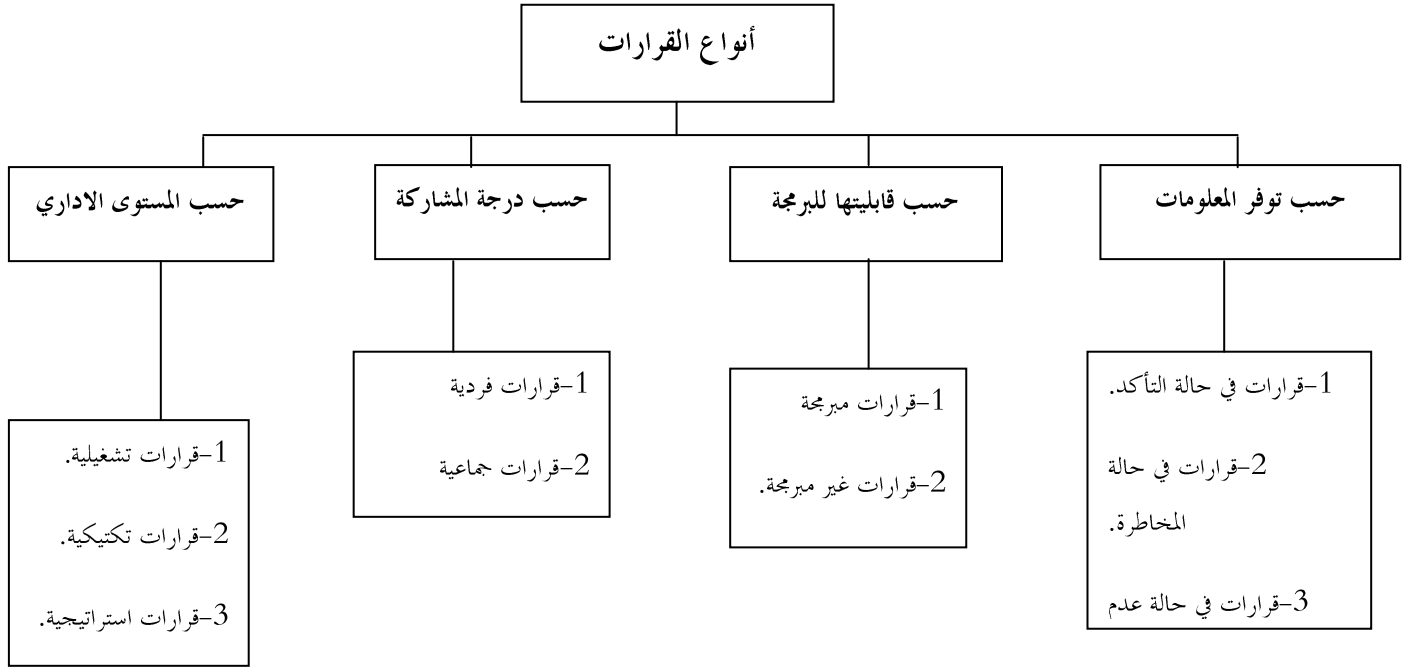 أنواع القرارات
حسب توفر المعلومات
حسب قابليتها للبرمجة
حسب درجة المشاركة
حسب المستوى الاداري
1-قرارات في حالة التأكد.
2-قرارات في حالة
المخاطرة.
3-قرارات في حالة عدم
1-قرارات مبرمجة
2-قرارات غير مبرمجة.
1-قرارات فردية
2-قرارات جماعية
1-قرارات تشغيلية.
2-قرارات تكتيكية.
3-قرارات استراتيجية.